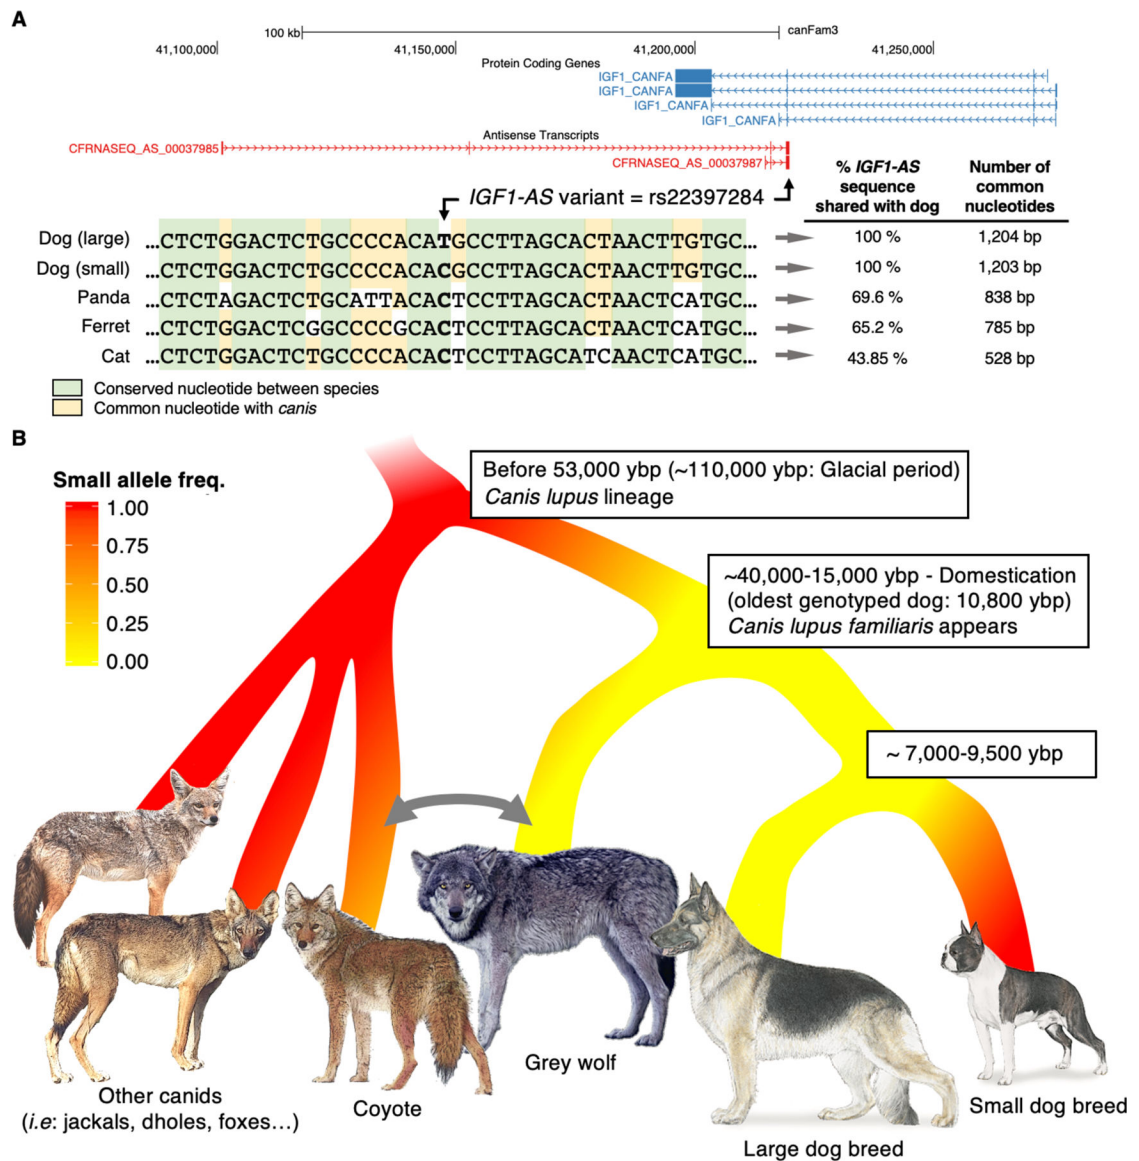 A
100 kb
canFam3
41,100,000
41,150,000
41,200,000
41,250,000
Protein Coding Genes
IGF1_CANFA
IGF1_CANFA
IGF1_CANFA
IGF1_CANFA
Antisense Transcripts
CFRNASEQ_AS_00037985
CFRNASEQ_AS_00037987
IGF1-AS variant = rs22397284
% IGF1-AS
sequence
shared with dog
Number of
common
nucleotides
Dog (large) ...CTCTGGACTCTGCCCCACATGCCTTAGCACTAACTTGTGC... 100 % 1,204 bp
Dog (small) ...CTCTGGACTCTGCCCCACACGCCTTAGCACTAACTTGTGC... 100 % 1,203 bp
Panda ...CTCTAGACTCTGCATTACACTCCTTAGCACTAACTCATGC... 69.6 % 838 bp
Ferret ...CTCTGGACTCGGCCCCGCACTCCTTAGCACTAACTCATGC... 65.2 % 785 bp
Cat ...CTCTGGACTCTGCCCCACACTCCTTAGCATCAACTCATGC... 43.85 % 528 bp
Conserved nucleotide between species
Common nucleotide with canis
B
Small allele freq.
1.00
0.75
0.50
0.25
0.00
Before 53,000 ybp (~110,000 ybp: Glacial period)
Canis lupus lineage
~40,000-15,000 ybp - Domestication
(oldest genotyped dog: 10,800 ybp)
Canis lupus familiaris appears
~ 7,000-9,500 ybp
Other canids
(i.e: jackals, dholes, foxes...)
Coyote
Grey wolf
Large dog breed
Small dog breed